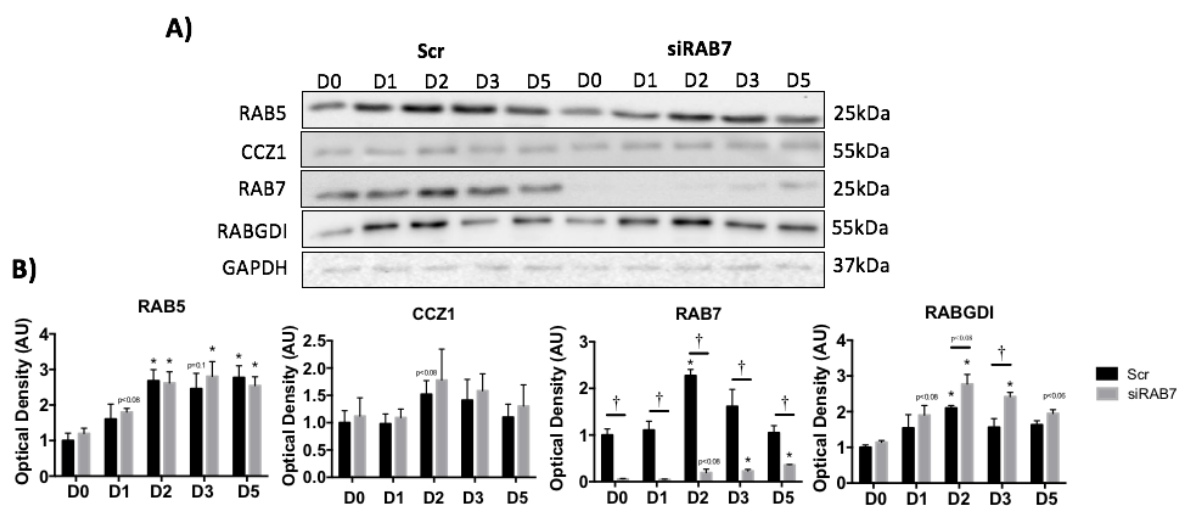 A)
Scr siRAB7
D0 D1 D2 D3 D5 D0 D1 D2 D3 D5
RAB5 25kDa
CCZ1 55kDa
RAB7 25kDa
RABGDI 55kDa
GAPDH 37kDa
B)
RAB5
Optical Density (AU)
4
3
2
1
0
p<0.08
* *
p=0.1 *
* *
D0 D1 D2 D3 D5
CCZ1
Optical Density (AU)
2.5
2.0
1.5
1.0
0.5
0.0
p<0.08
D0 D1 D2 D3 D5
RAB7
Optical Density (AU)
3
2
1
0
†
†
†
* p<0.08
†
*
†
*
D0 D1 D2 D3 D5
RABGDI
Optical Density (AU)
4
3
2
1
0
p<0.08
p<0.08
* *
†
*
p<0.06
D0 D1 D2 D3 D5
Scr
siRAB7